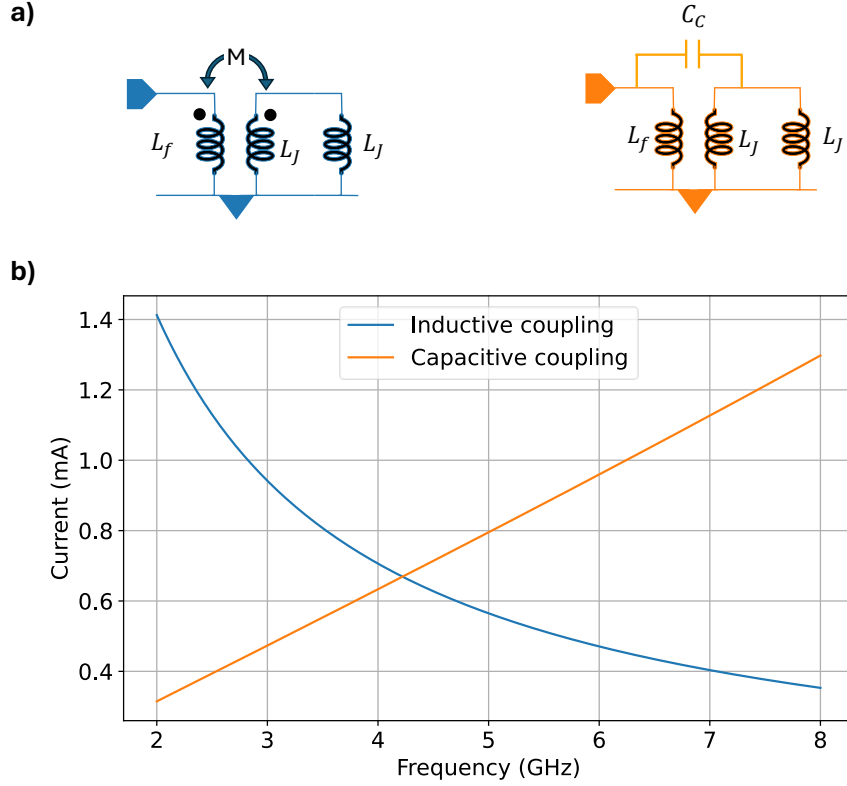 a)
M
C_C
L_f
L_J
L_J
L_f
L_J
L_J
b)
Inductive coupling
Capacitive coupling
Current (mA)
1.4
1.2
1.0
0.8
0.6
0.4
2 3 4 5 6 7 8
Frequency (GHz)